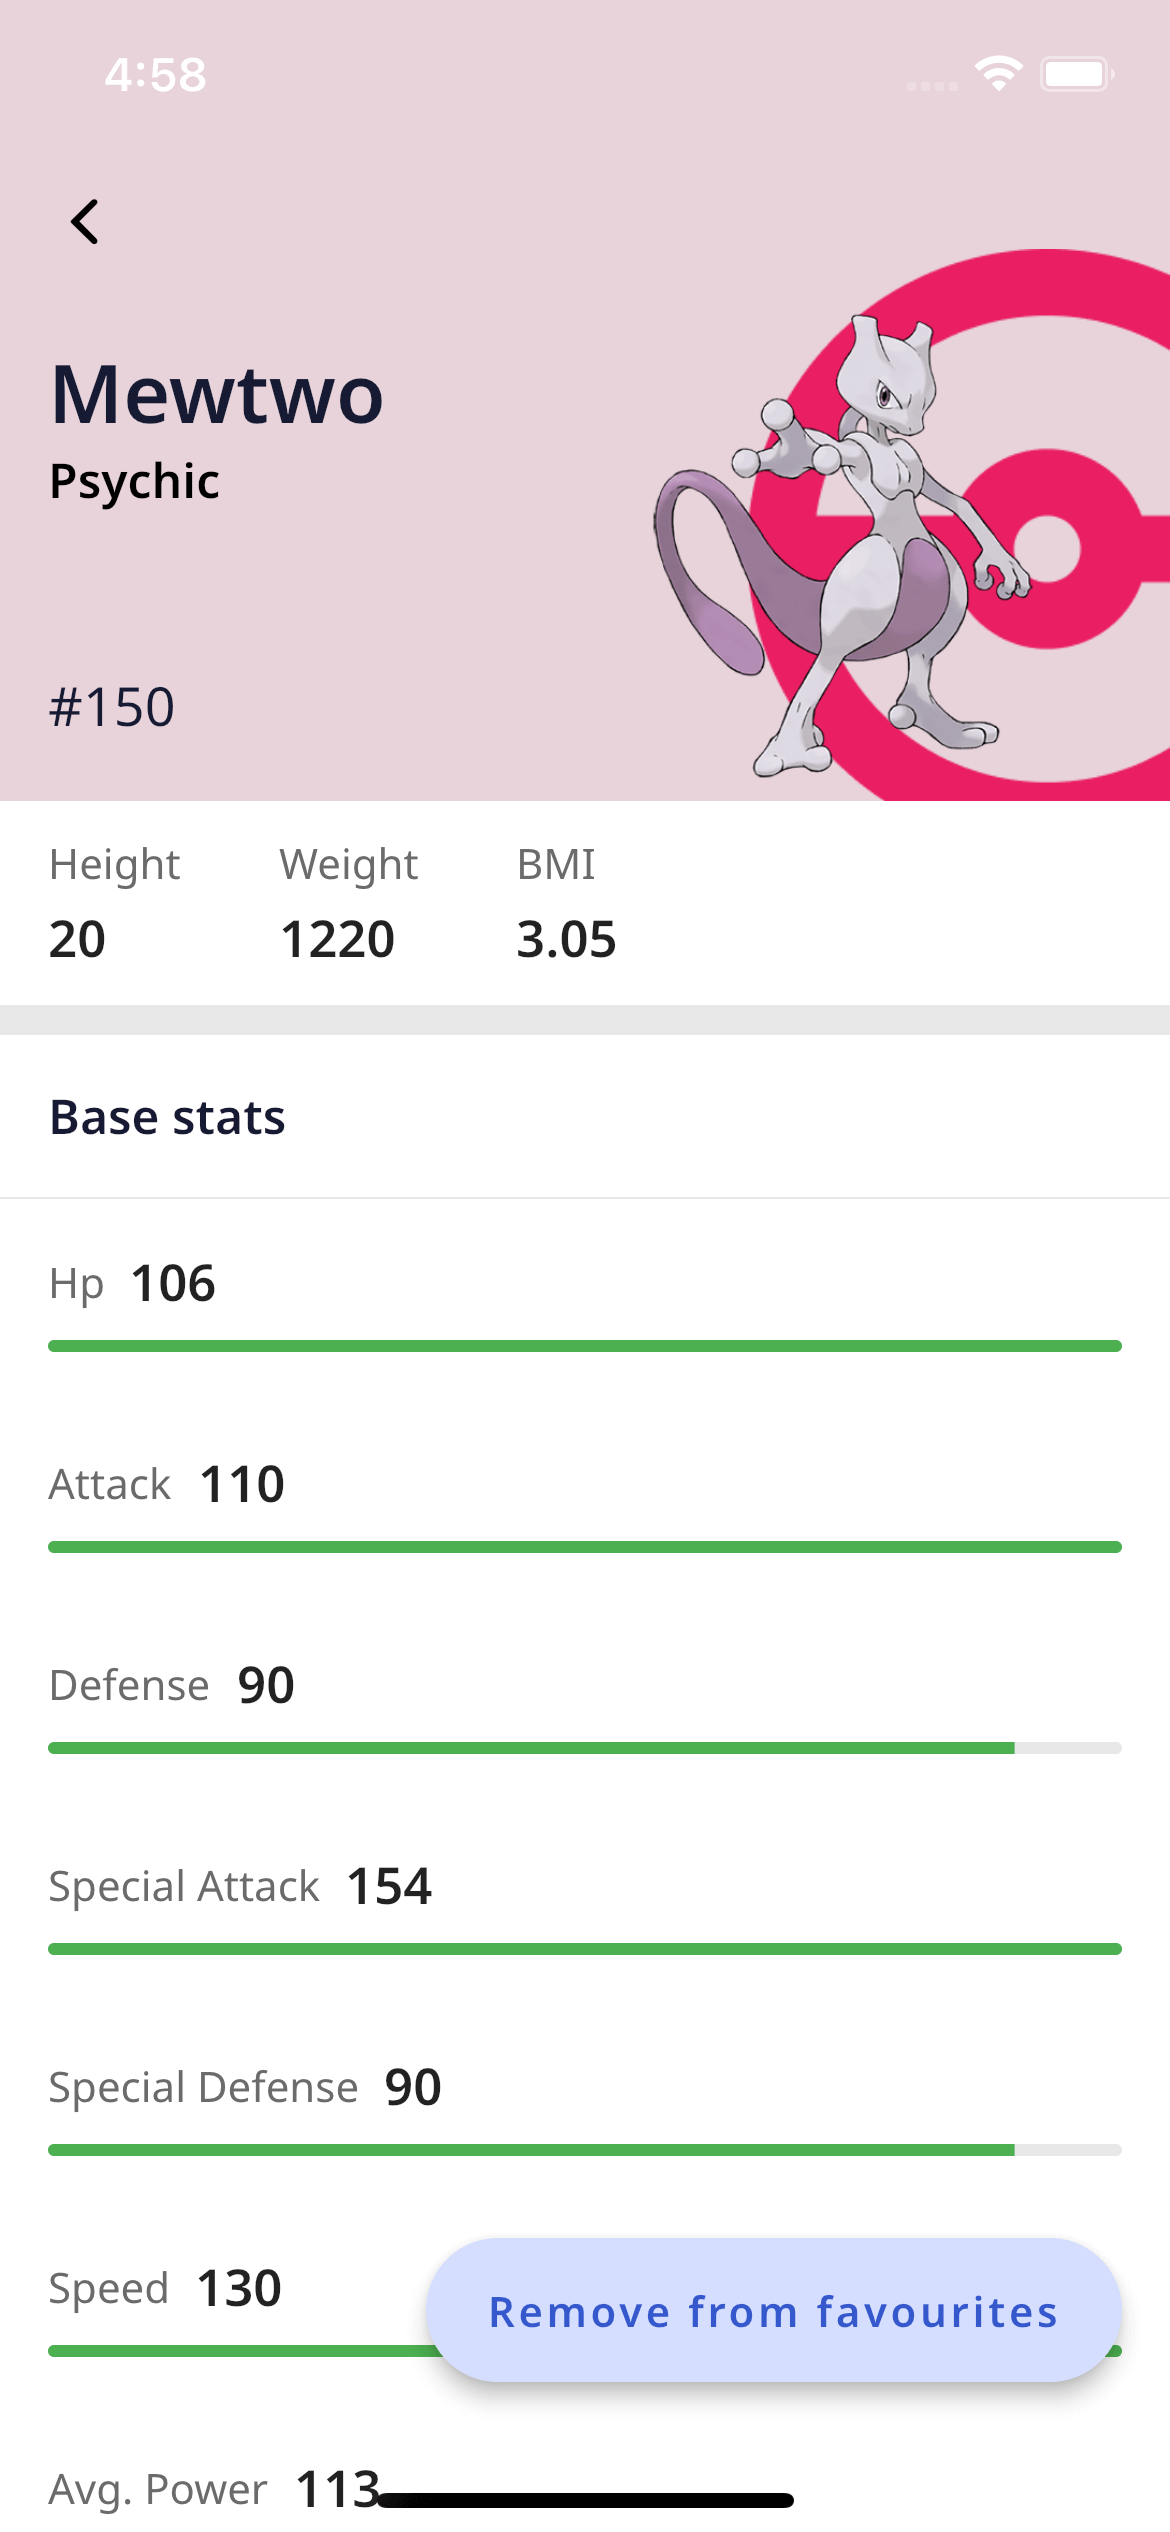 4:58
Mewtwo
Psychic
#150
Height Weight BMI
20 1220 3.05
Base stats
Hp 106
Attack 110
Defense 90
Special Attack 154
Special Defense 90
Speed 130
Remove from favourites
Avg. Power 113